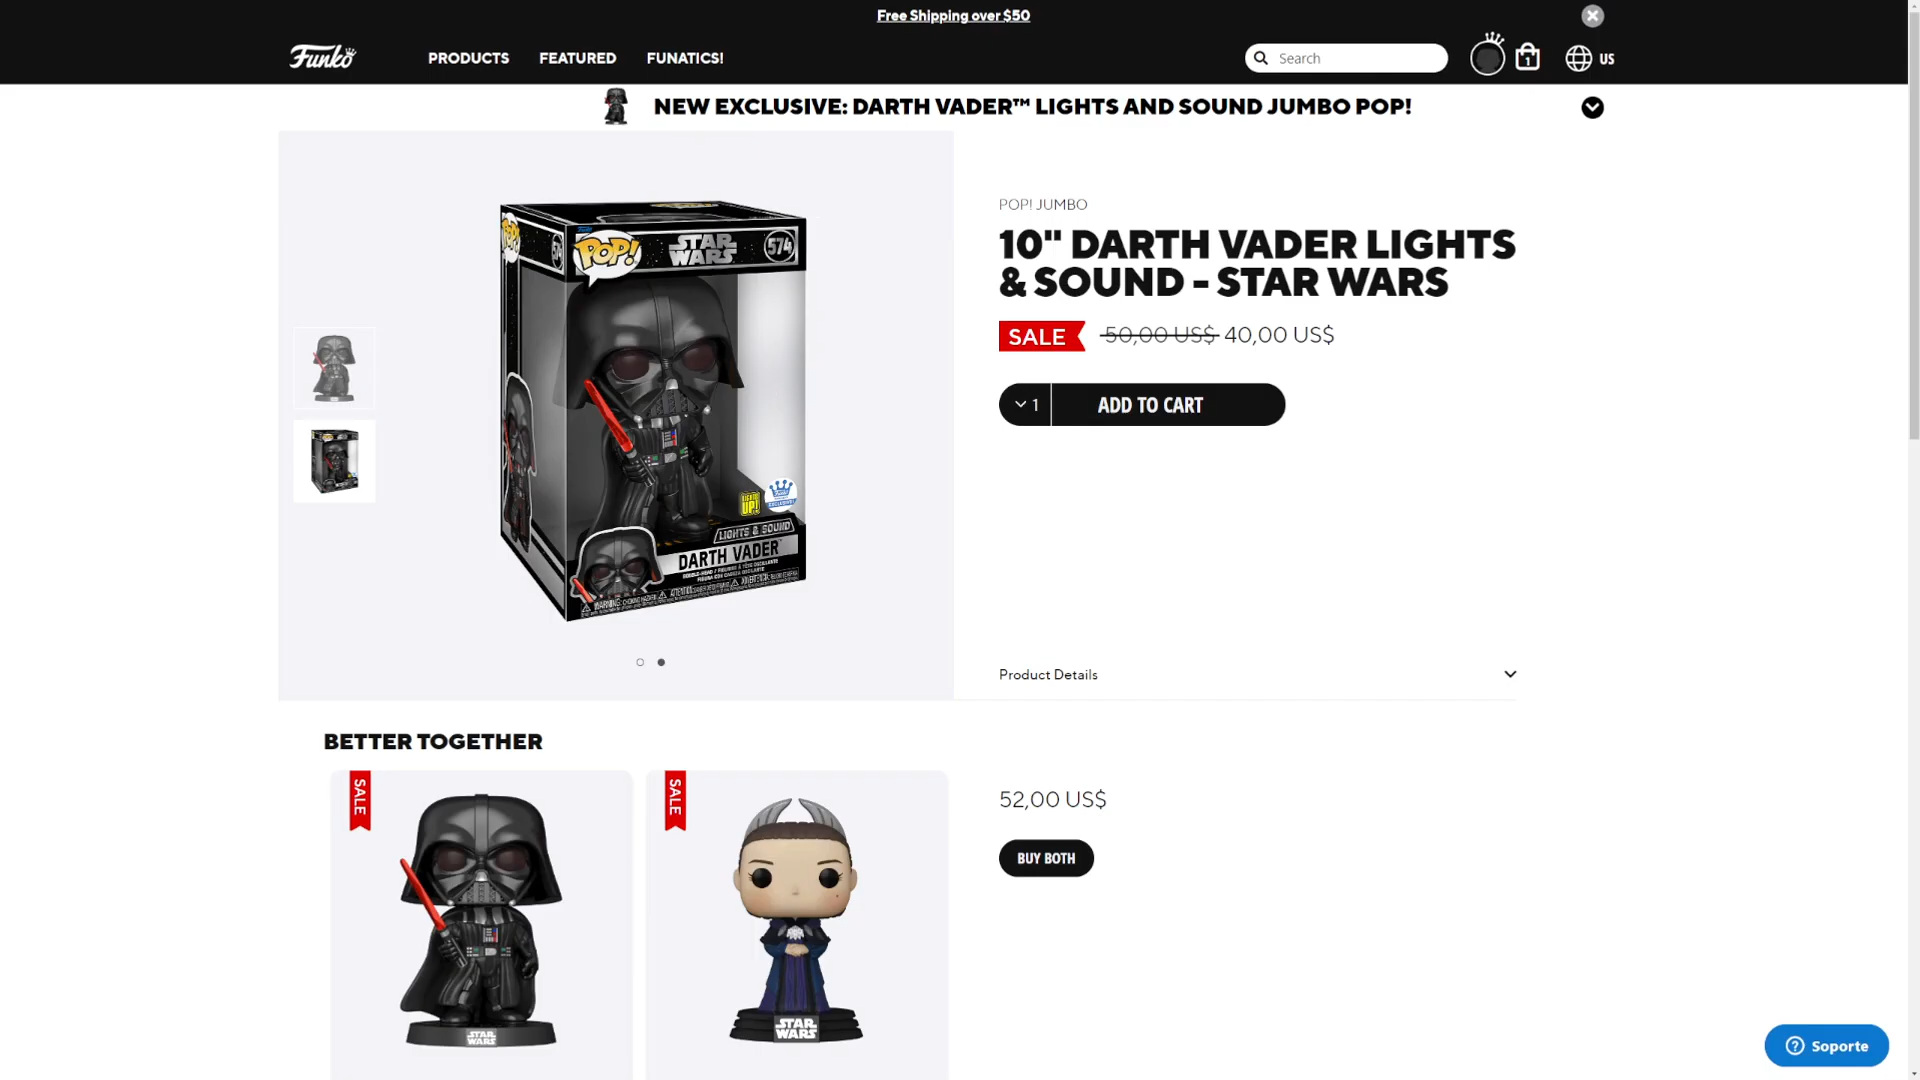 Free Shipping over $50
Funko
PRODUCTS
FEATURED
FUNATICS!
Search
1
US
NEW EXCLUSIVE: DARTH VADER™ LIGHTS AND SOUND JUMBO POP!
POP! JUMBO
10" DARTH VADER LIGHTS
& SOUND - STAR WARS
SALE 50,00 US$ 40,00 US$
1 ADD TO CART
POP!
STAR
WARS
574
LIGHTS & SOUND
DARTH VADER
Product Details
BETTER TOGETHER
SALE
SALE
STAR
WARS
STAR
WARS
52,00 US$
BUY BOTH
Soporte